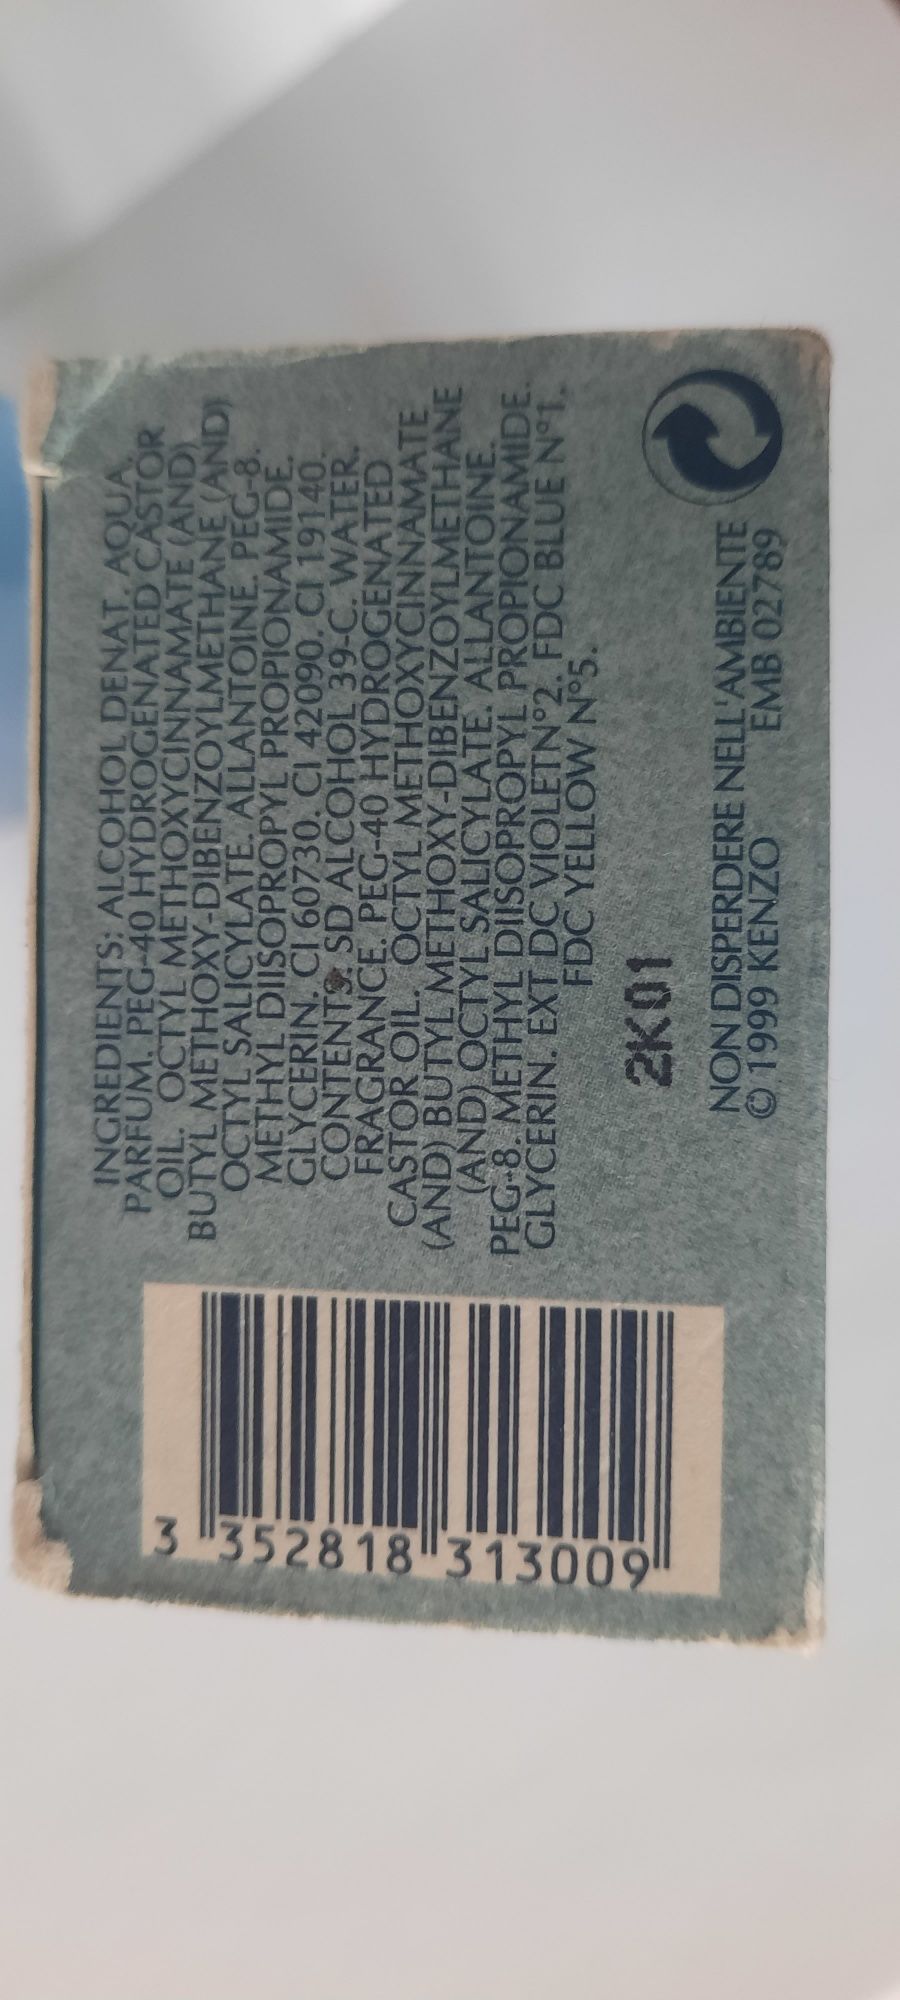 INGREDIENTS: ALCOHOL DENAT. AQUA.
PARFUM. PEG-40 HYDROGENATED CASTOR
OIL. OCTYL METHOXYCINNAMATE (AND)
BUTYL METHOXY-DIBENZOYLMETHANE (AND)
OCTYL SALICYLATE. ALLANTOINE. PEG-8.
METHYL DIISOPROPYL PROPIONAMIDE.
GLYCERIN. CI 60730. CI 42090. CI 19140.
CONTENTS SD ALCOHOL 39-C. WATER.
FRAGRANCE. PEG-40 HYDROGENATED
CASTOR OIL. OCTYL METHOXYCINNAMATE
(AND) BUTYL METHOXY-DIBENZOYLMETHANE
(AND) OCTYL SALICYLATE. ALLANTOINE.
PEG-8. METHYL DIISOPROPYL PROPIONAMIDE.
GLYCERIN. EXT DC VIOLET N°2. FDC BLUE N°1.
FDC YELLOW N°5.
2K01
NON DISPERDERE NELL'AMBIENTE
© 1999 KENZO EMB 02789
3 352818 313009